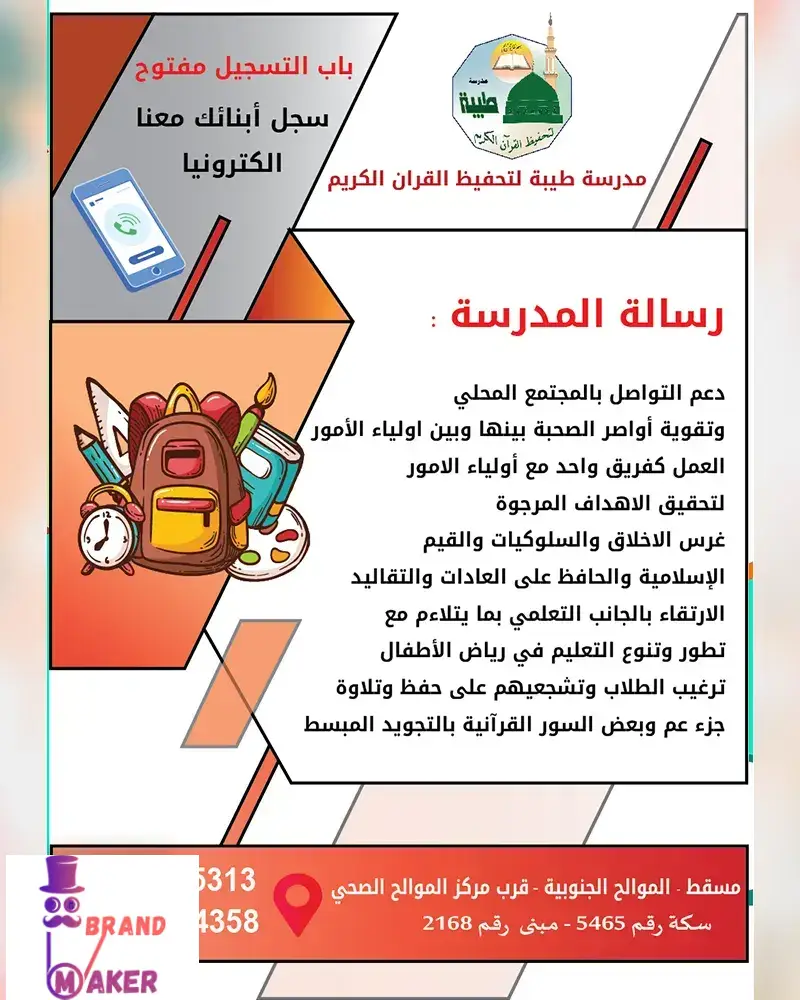 باب التسجيل مفتوح
سجل أبنائك معنا
الكترونيا
مدرسة
طيبة
لتحفيظ القرآن الكريم
مدرسة طيبة لتحفيظ القران الكريم
رسالة المدرسة :
دعم التواصل بالمجتمع المحلي
وتقوية أواصر الصحبة بينها وبين اولياء الأمور
العمل كفريق واحد مع أولياء الامور
لتحقيق الاهداف المرجوة
غرس الاخلاق والسلوكيات والقيم
الإسلامية والحافظ على العادات والتقاليد
الارتقاء بالجانب التعلمي بما يتلاءم مع
تطور وتنوع التعليم في رياض الأطفال
ترغيب الطلاب وتشجعيهم على حفظ وتلاوة
جزء عم وبعض السور القرآنية بالتجويد المبسط
مسقط - الموالح الجنوبية - قرب مركز الموالح الصحي
سكة رقم 5465 - مبنى رقم 2168
5313
4358
BRAND
MAKER